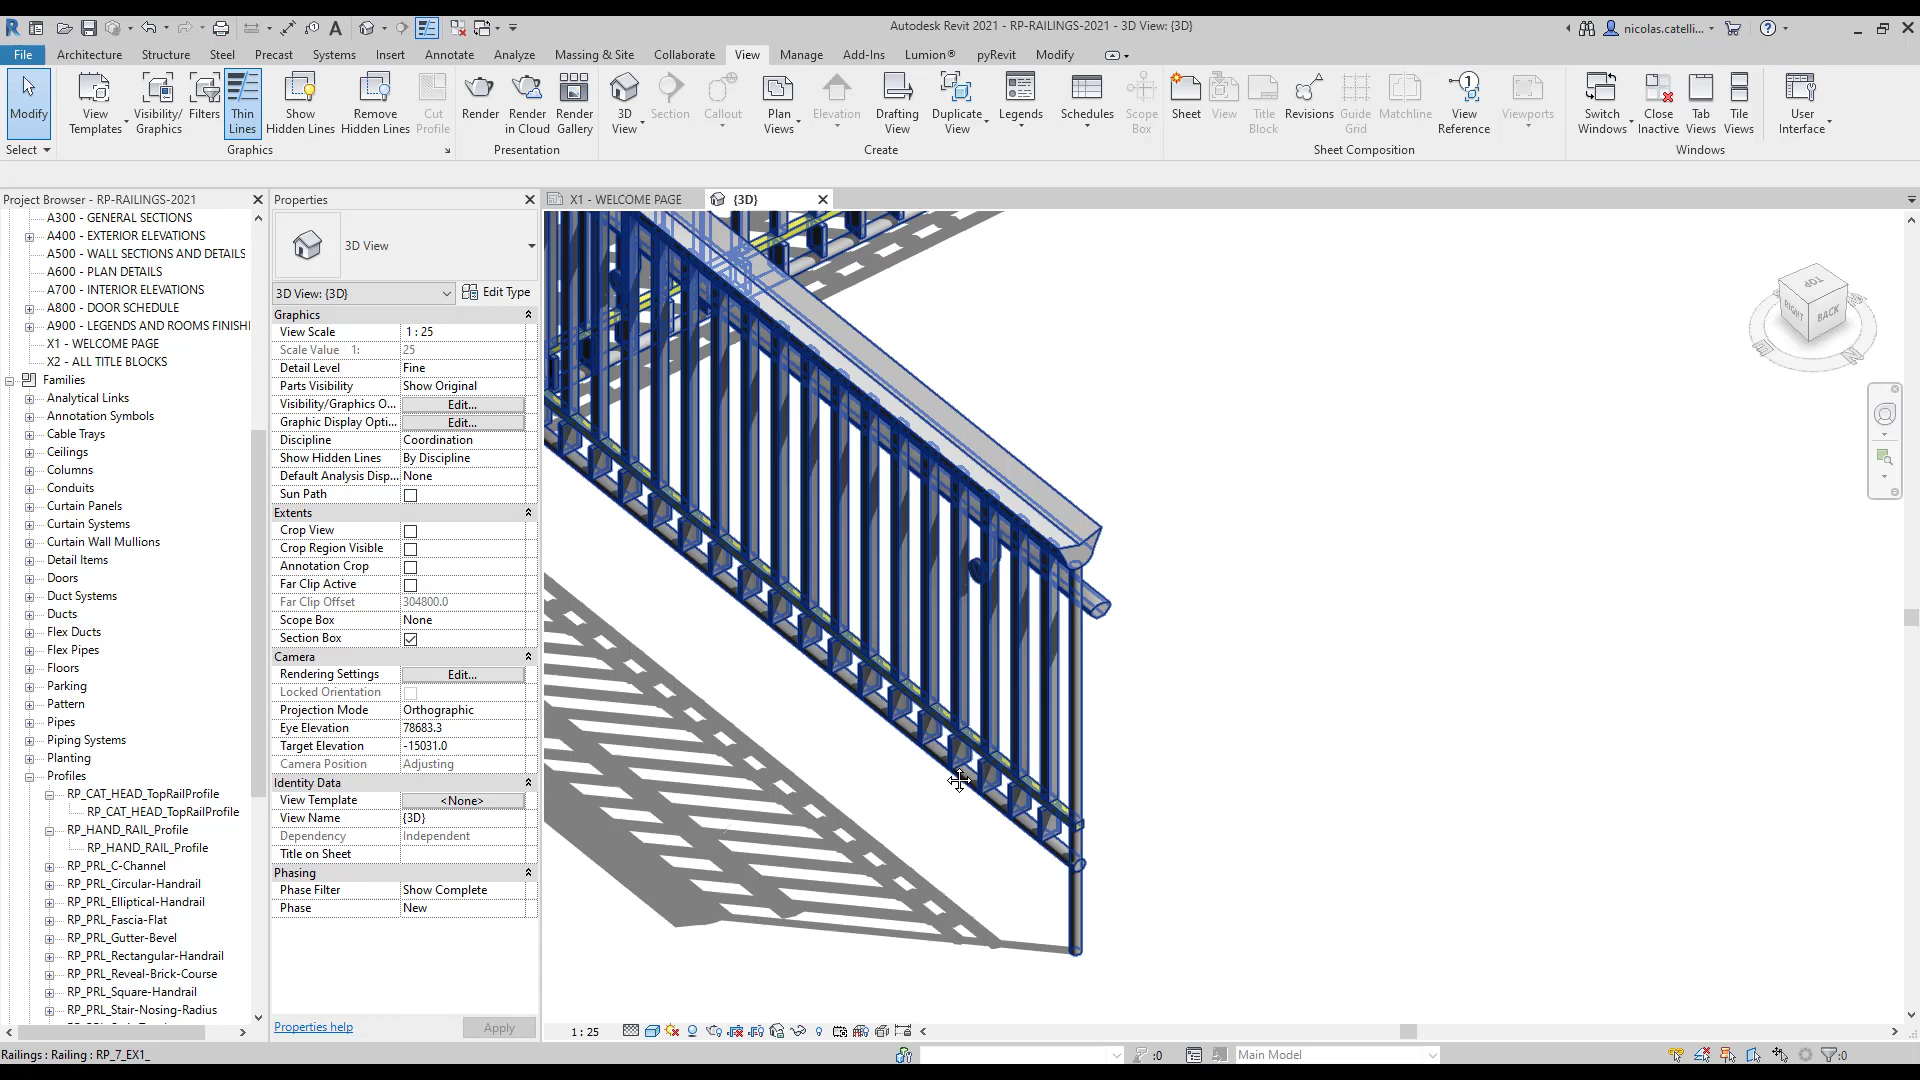 Autodesk Revit 2021 - RP-RAILINGS-2021 - 3D View: {3D}
nicolas.catelli...
File Architecture Structure Steel Precast Systems Insert Annotate Analyze Massing & Site Collaborate View Manage Add-Ins Lumion® pyRevit Modify
Modify
View Templates
Visibility/ Graphics
Filters
Thin Lines
Show Hidden Lines
Remove Hidden Lines
Cut Profile
Render
Render in Cloud
Render Gallery
3D View
Section
Callout
Plan Views
Elevation
Drafting View
Duplicate View
Legends
Schedules
Scope Box
Sheet
View
Title Block
Revisions
Guide Grid
Matchline
View Reference
Viewports
Switch Windows
Close Inactive
Tab Views
Tile Views
User Interface
Select
Graphics
Presentation
Create
Sheet Composition
Windows
Project Browser - RP-RAILINGS-2021
A300 - GENERAL SECTIONS
A400 - EXTERIOR ELEVATIONS
A500 - WALL SECTIONS AND DETAILS
A600 - PLAN DETAILS
A700 - INTERIOR ELEVATIONS
A800 - DOOR SCHEDULE
A900 - LEGENDS AND ROOMS FINISHI
X1 - WELCOME PAGE
X2 - ALL TITLE BLOCKS
Families
Analytical Links
Annotation Symbols
Cable Trays
Ceilings
Columns
Conduits
Curtain Panels
Curtain Systems
Curtain Wall Mullions
Detail Items
Doors
Duct Systems
Ducts
Flex Ducts
Flex Pipes
Floors
Parking
Pattern
Pipes
Piping Systems
Planting
Profiles
RP_CAT_HEAD_TopRailProfile
RP_CAT_HEAD_TopRailProfile
RP_HAND_RAIL_Profile
RP_HAND_RAIL_Profile
RP_PRL_C-Channel
RP_PRL_Circular-Handrail
RP_PRL_Elliptical-Handrail
RP_PRL_Fascia-Flat
RP_PRL_Gutter-Bevel
RP_PRL_Rectangular-Handrail
RP_PRL_Reveal-Brick-Course
RP_PRL_Square-Handrail
RP_PRL_Stair-Nosing-Radius
Properties
3D View
3D View: {3D}
Edit Type
Graphics
View Scale 1 : 25
Scale Value 1: 25
Detail Level Fine
Parts Visibility Show Original
Visibility/Graphics O... Edit...
Graphic Display Opti... Edit...
Discipline Coordination
Show Hidden Lines By Discipline
Default Analysis Disp... None
Sun Path
Extents
Crop View
Crop Region Visible
Annotation Crop
Far Clip Active
Far Clip Offset 304800.0
Scope Box None
Section Box
Camera
Rendering Settings Edit...
Locked Orientation
Projection Mode Orthographic
Eye Elevation 78683.3
Target Elevation -15031.0
Camera Position Adjusting
Identity Data
View Template <None>
View Name {3D}
Dependency Independent
Title on Sheet
Phasing
Phase Filter Show Complete
Phase New
Properties help
Apply
X1 - WELCOME PAGE
{3D}
TOP
RIGHT
BACK
E
N
1 : 25
Railings : Railing : RP_7_EX1_
:0
Main Model
:0